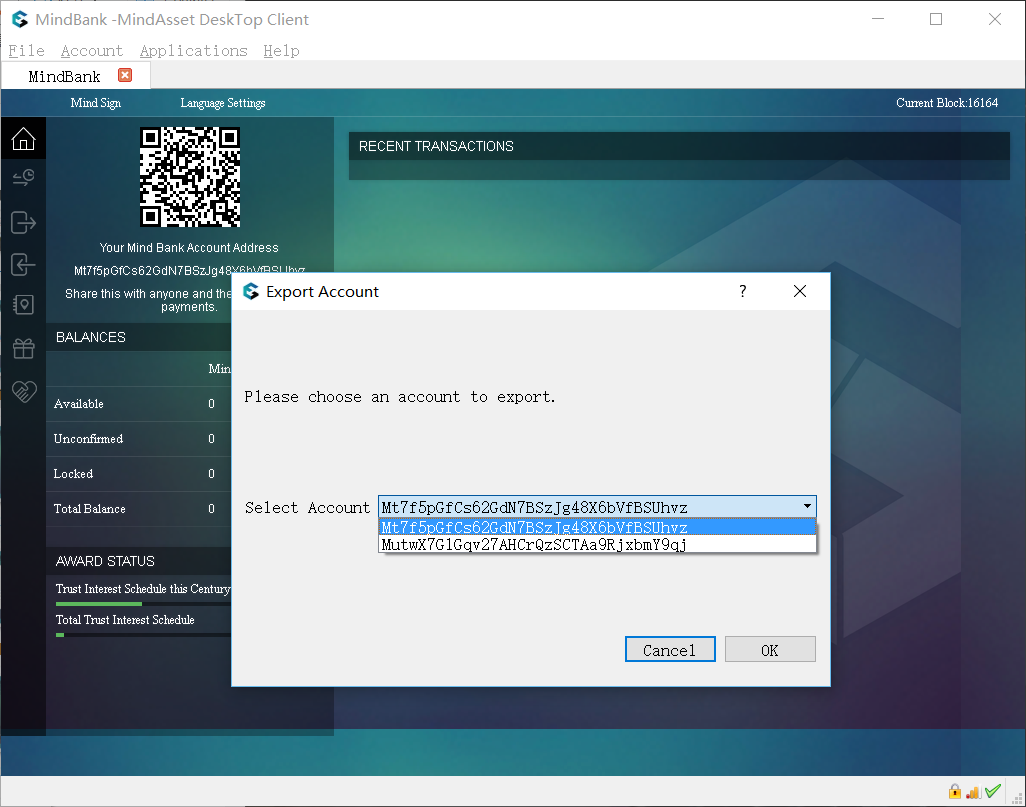 MindBank -MindAsset DeskTop Client
File Account Applications Help
MindBank
Mind Sign Language Settings Current Block:16164
RECENT TRANSACTIONS
Your Mind Bank Account Address
Mt7f5pGfCs62GdN7BSzJg48X6bVfBSUhvz
Share this with anyone and the
payments.
BALANCES
Min
Available 0
Unconfirmed 0
Locked 0
Total Balance 0
AWARD STATUS
Trust Interest Schedule this Century
Total Trust Interest Schedule
Export Account
?
Please choose an account to export.
Select Account Mt7f5pGfCs62GdN7BSzJg48X6bVfBSUhvz
Mt7f5pGfCs62GdN7BSzJg48X6bVfBSUhvz
MutwX7G1Gqv27AHCrQzSCTAa9RjxbmY9qj
Cancel OK